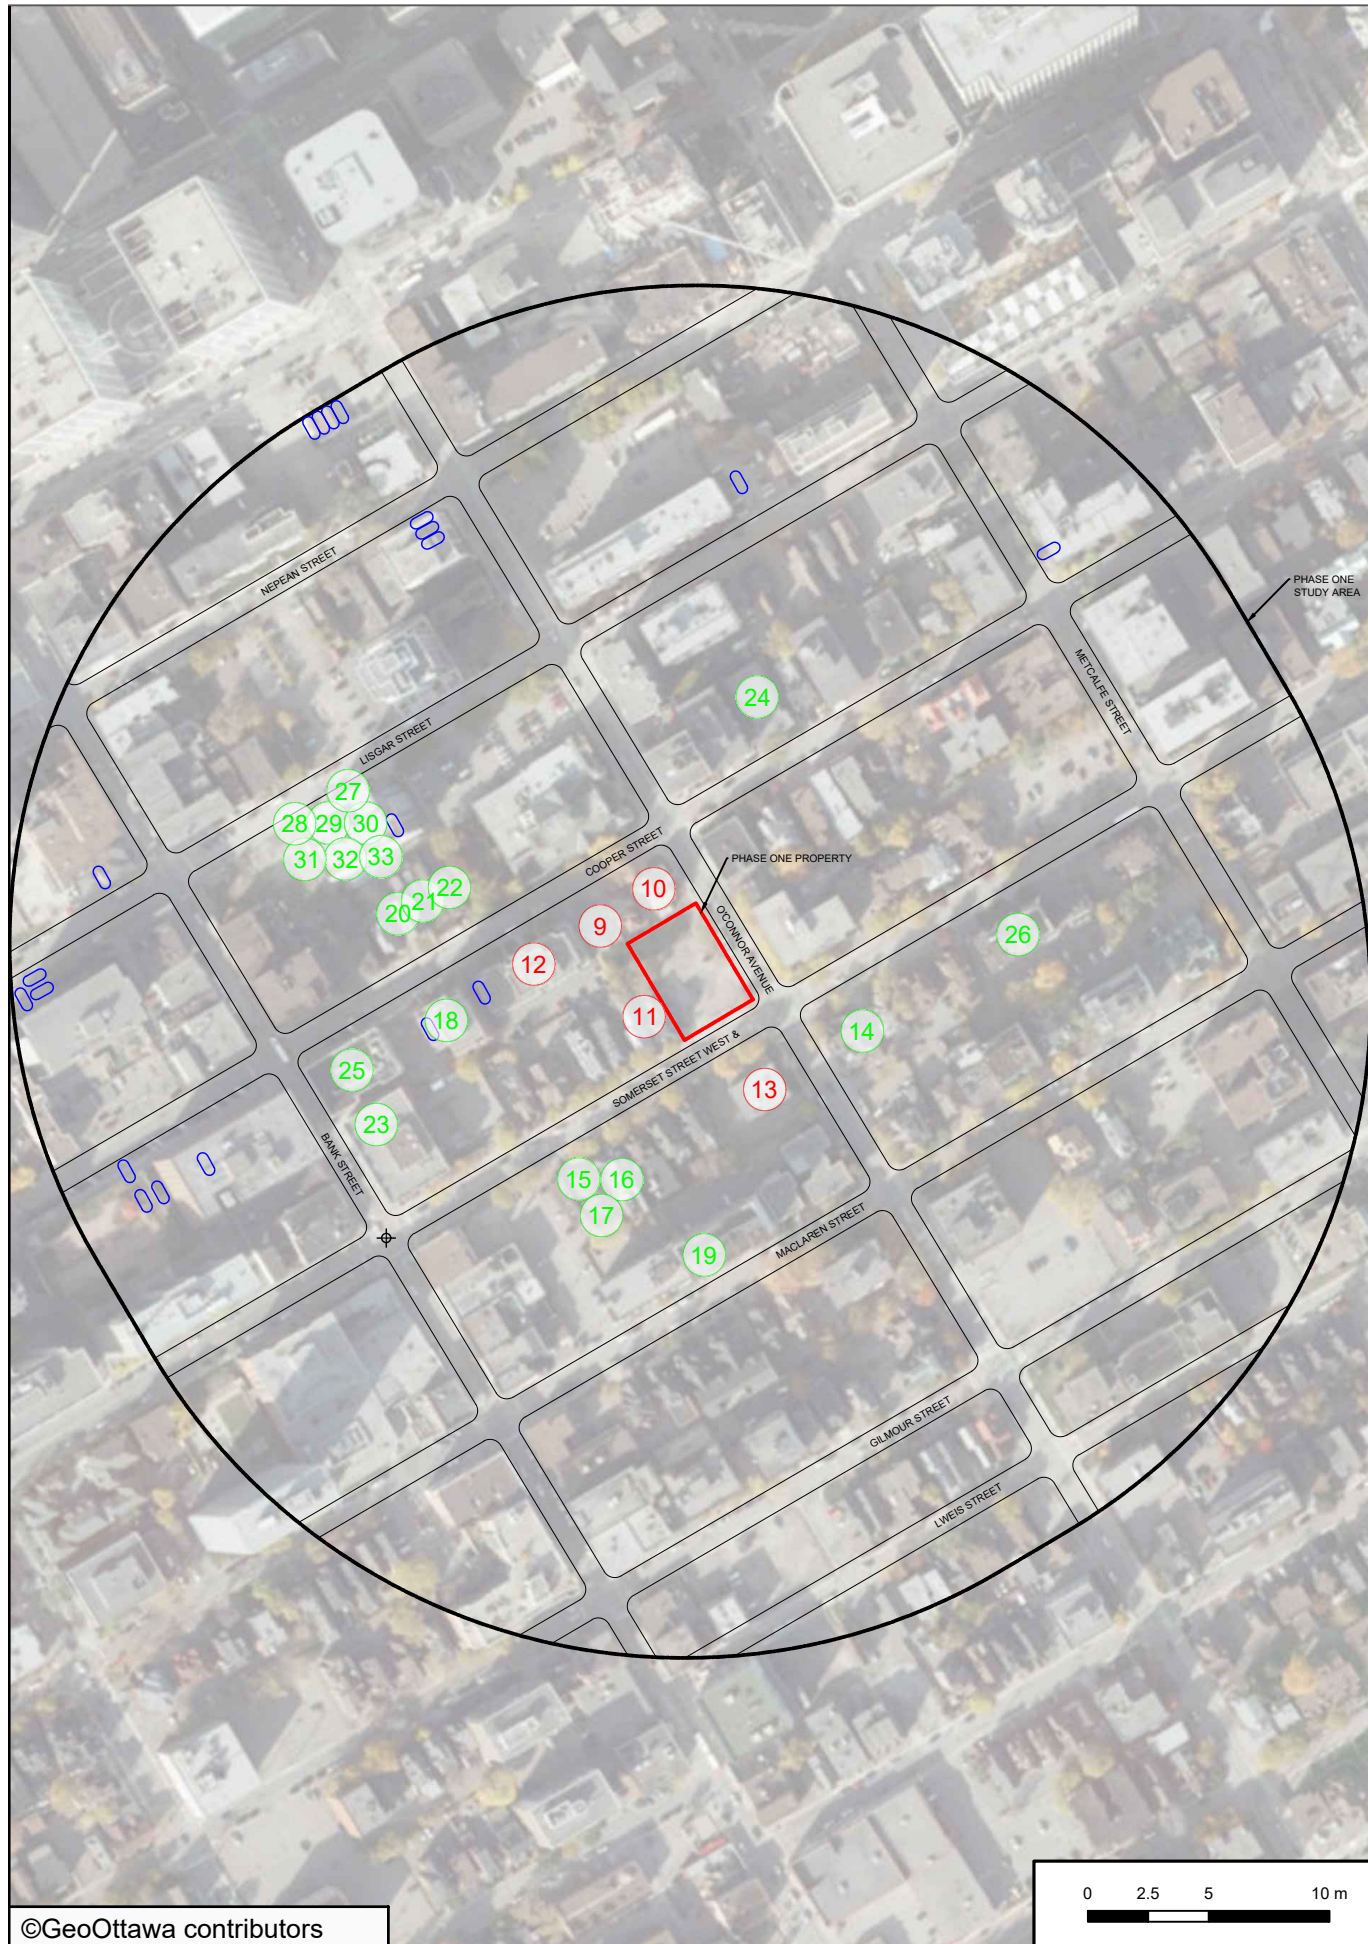 PHASE ONE
STUDY AREA
NEPEAN STREET
METCALFE STREET
24
LISGAR STREET
27
28
29
30
31
32
33
COOPER STREET
PHASE ONE PROPERTY
22
21
20
10
9
O'CONNOR AVENUE
26
12
11
18
14
SOMERSET STREET WEST &
25
13
23
BANK STREET
15
16
17
MACLAREN STREET
19
GILMOUR STREET
LWEIS STREET
0 2.5 5 10 m
©GeoOttawa contributors